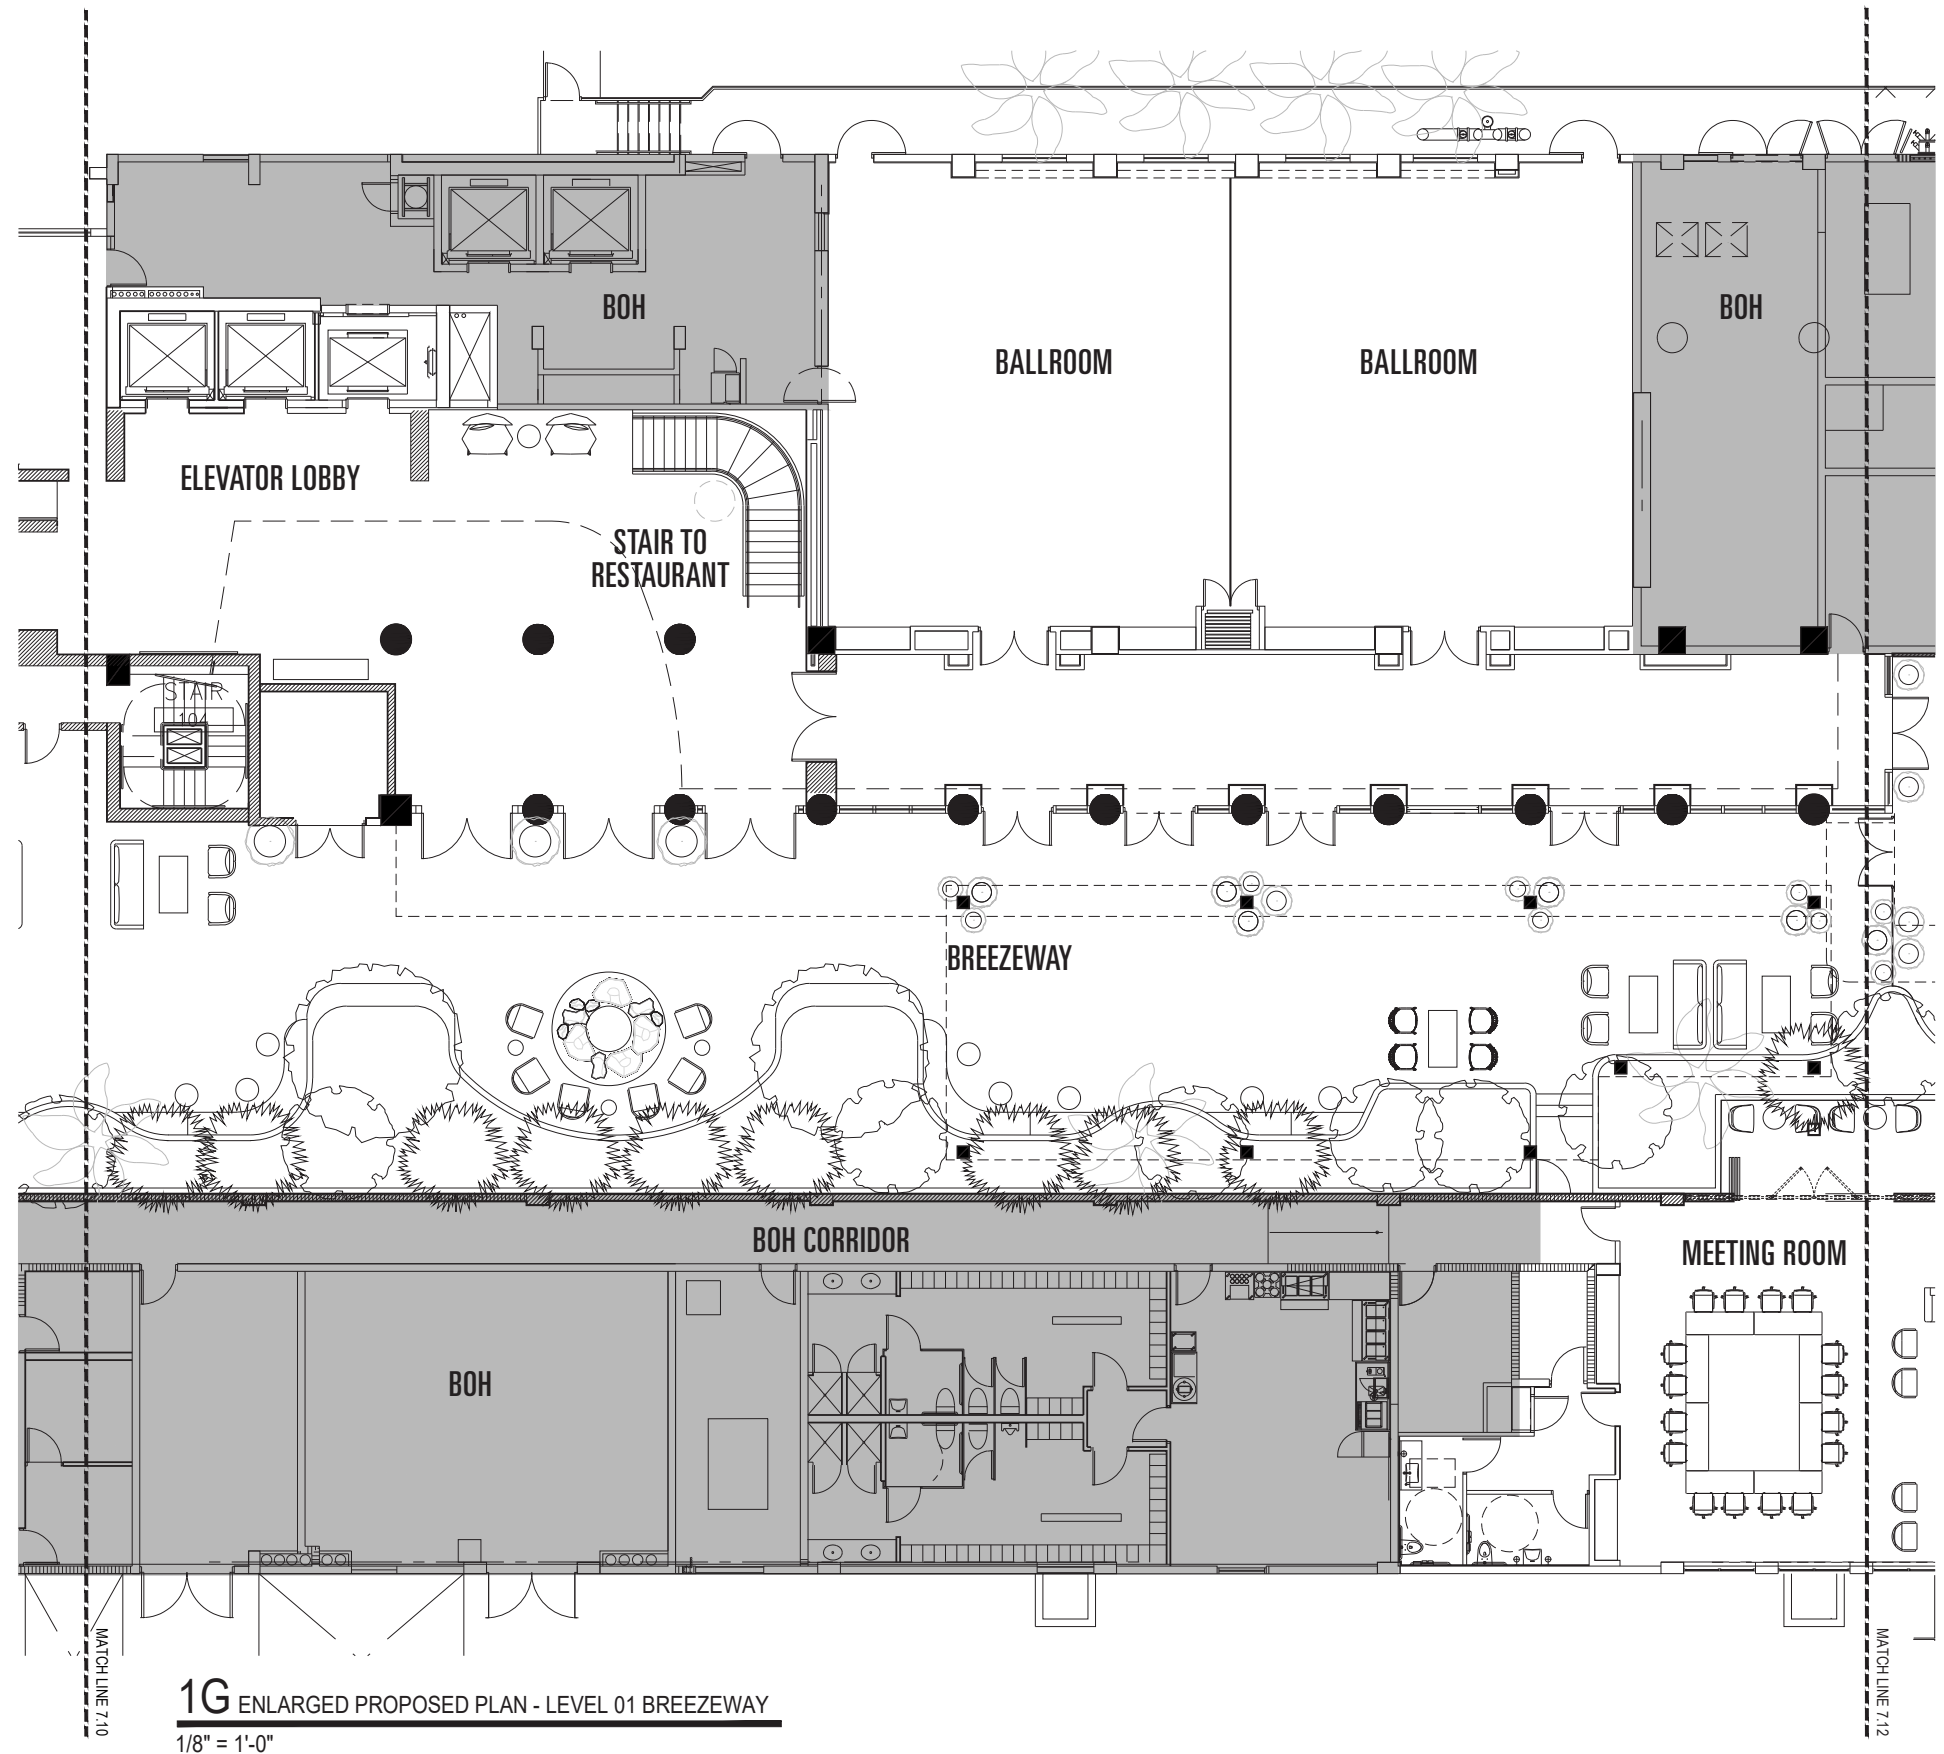 BOH
BOH
BALLROOM
BALLROOM
ELEVATOR LOBBY
STAIR TO
RESTAURANT
STAIR
104
BREEZEWAY
BOH CORRIDOR
MEETING ROOM
BOH
MATCH LINE 7.10
MATCH LINE 7.12
1G ENLARGED PROPOSED PLAN - LEVEL 01 BREEZEWAY
1/8" = 1'-0"